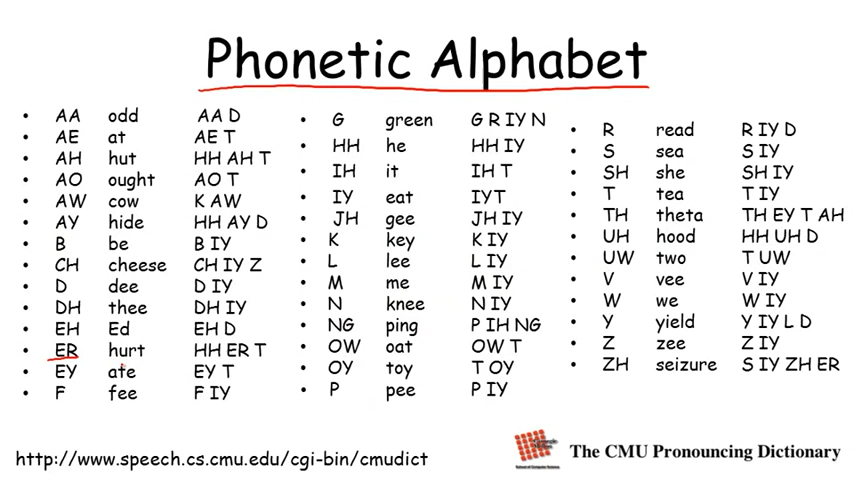 Phonetic Alphabet
• AA odd AA D
• AE at AE T
• AH hut HH AH T
• AO ought AO T
• AW cow K AW
• AY hide HH AY D
• B be B IY
• CH cheese CH IY Z
• D dee D IY
• DH thee DH IY
• EH Ed EH D
• ER hurt HH ER T
• EY ate EY T
• F fee F IY
• G green G R IY N
• HH he HH IY
• IH it IH T
• IY eat IY T
• JH gee JH IY
• K key K IY
• L lee L IY
• M me M IY
• N knee N IY
• NG ping P IH NG
• OW oat OW T
• OY toy T OY
• P pee P IY
• R read R IY D
• S sea S IY
• SH she SH IY
• T tea T IY
• TH theta TH EY T AH
• UH hood HH UH D
• UW two T UW
• V vee V IY
• W we W IY
• Y yield Y IY L D
• Z zee Z IY
• ZH seizure S IY ZH ER
http://www.speech.cs.cmu.edu/cgi-bin/cmudict
The CMU Pronouncing Dictionary